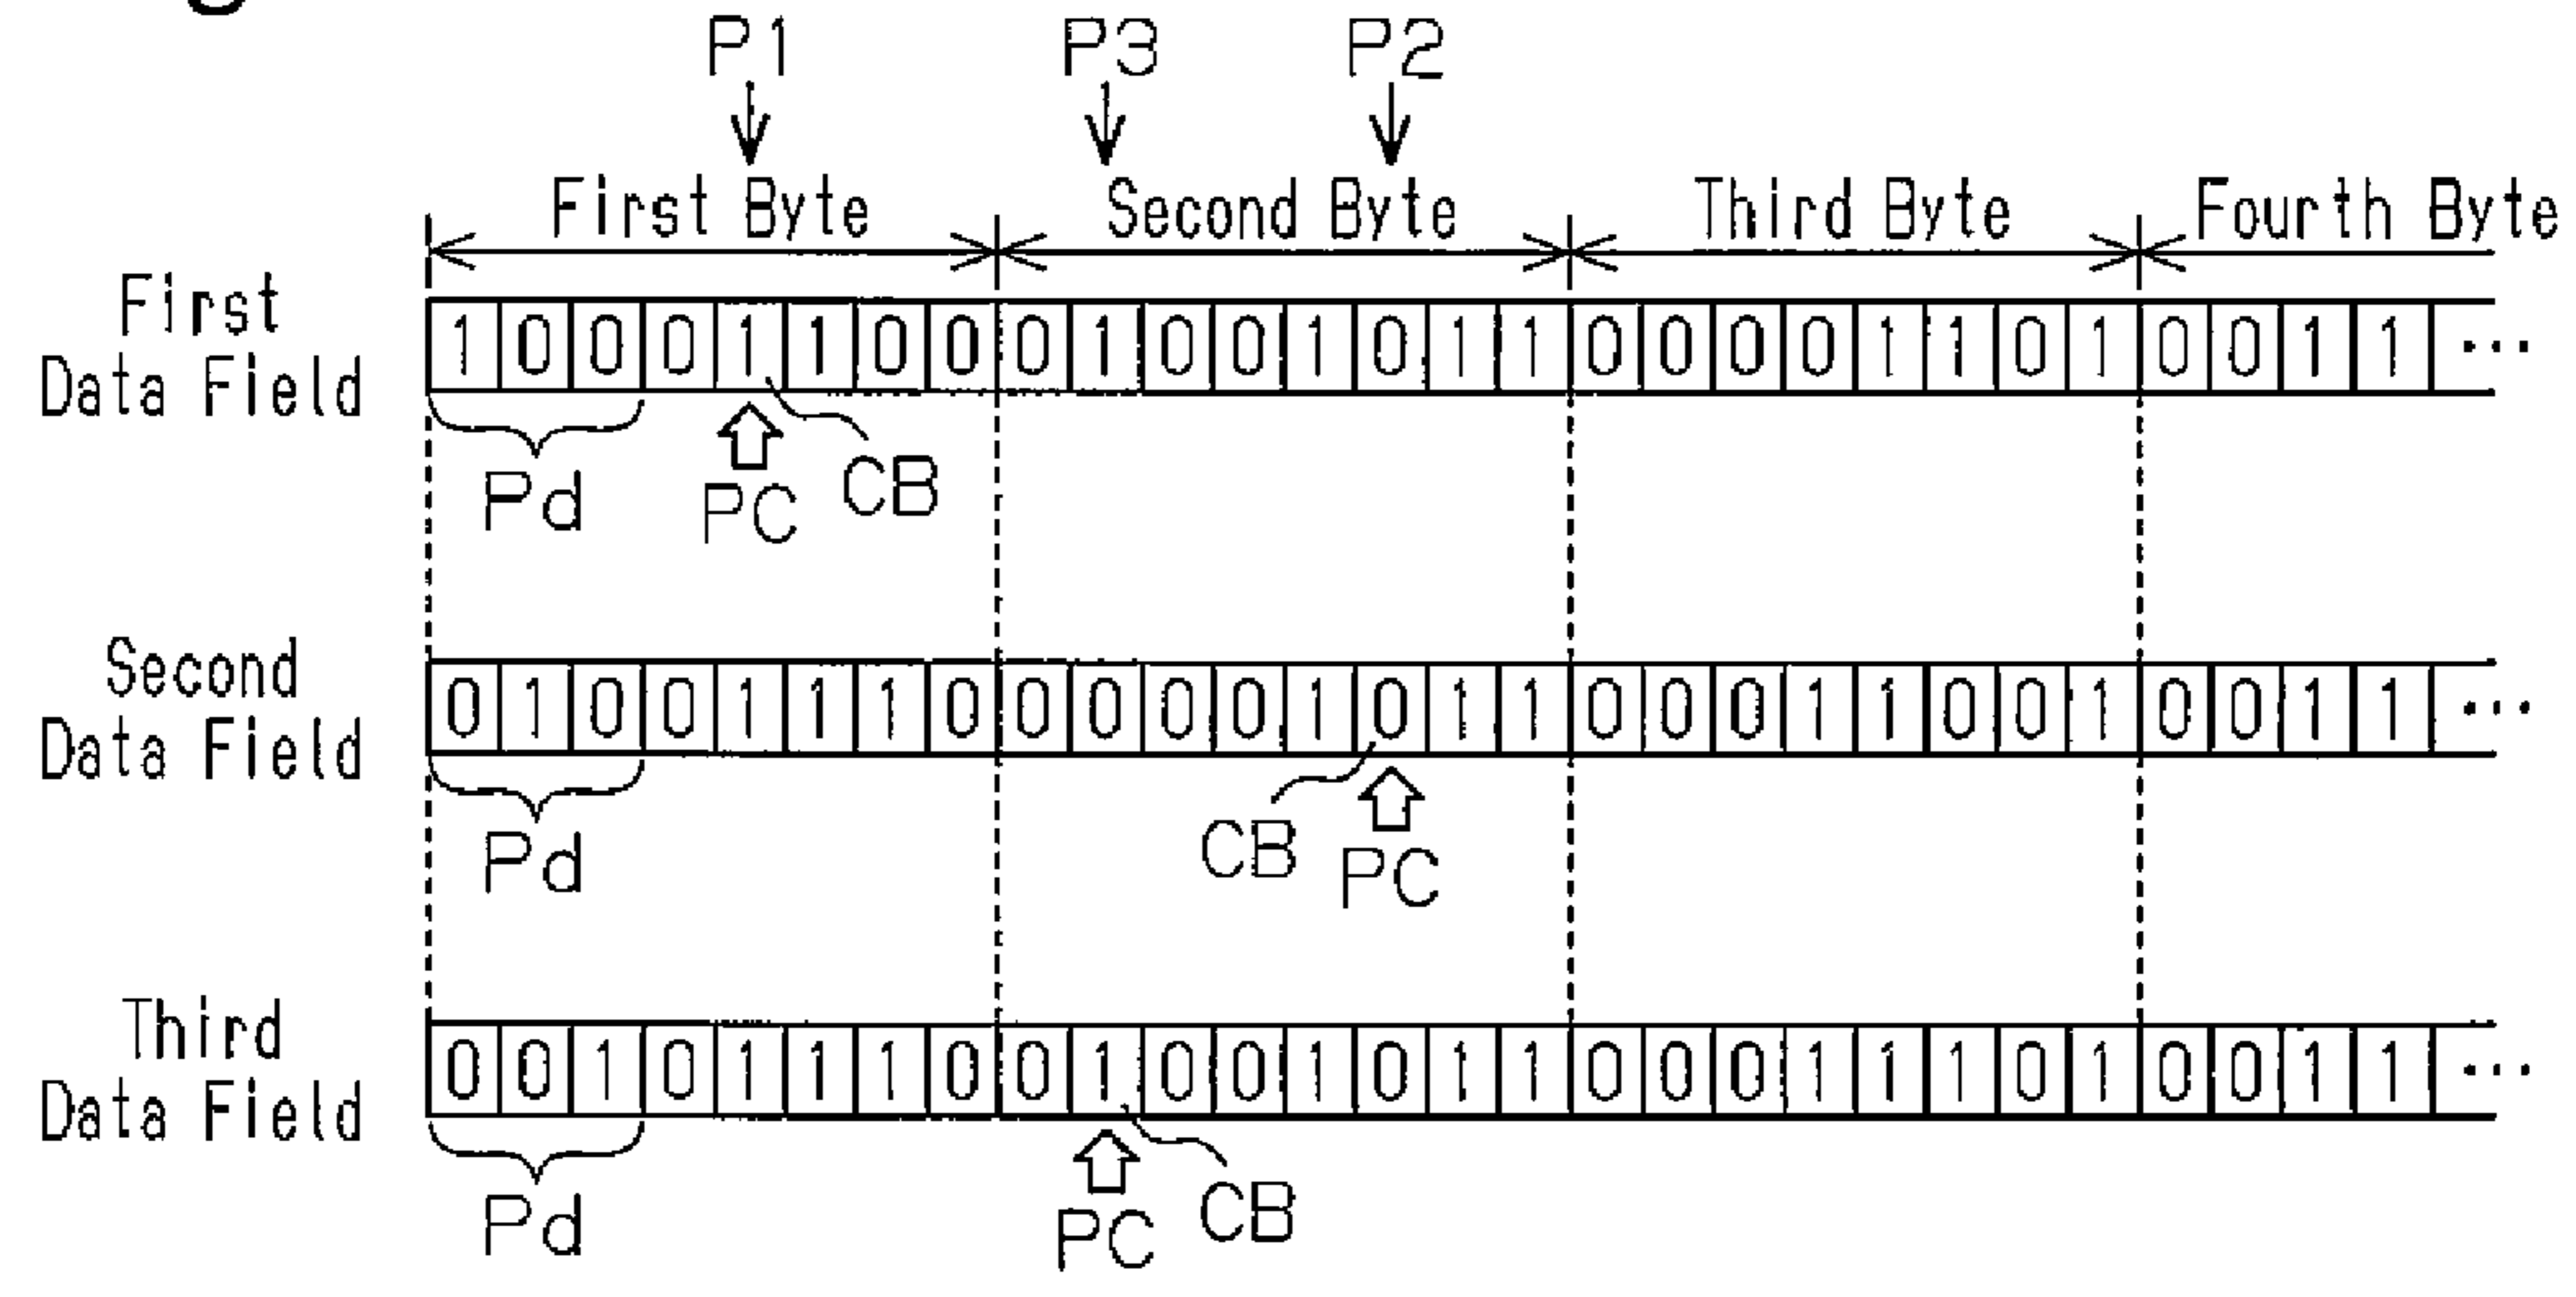 P1 P3 P2
First Byte Second Byte Third Byte Fourth Byte
First
Data Field
1 0 0 0 1 1 0 0 0 1 0 0 1 0 1 1 0 0 0 0 1 1 0 1 0 0 1 1 ...
Pd PC CB
Second
Data Field
0 1 0 0 1 1 1 0 0 0 0 0 1 0 1 1 0 0 0 1 1 0 0 1 0 0 1 1 ...
Pd CB PC
Third
Data Field
0 0 1 0 1 1 1 0 0 1 0 0 1 0 1 1 0 0 0 1 1 1 0 1 0 0 1 1 ...
Pd PC CB